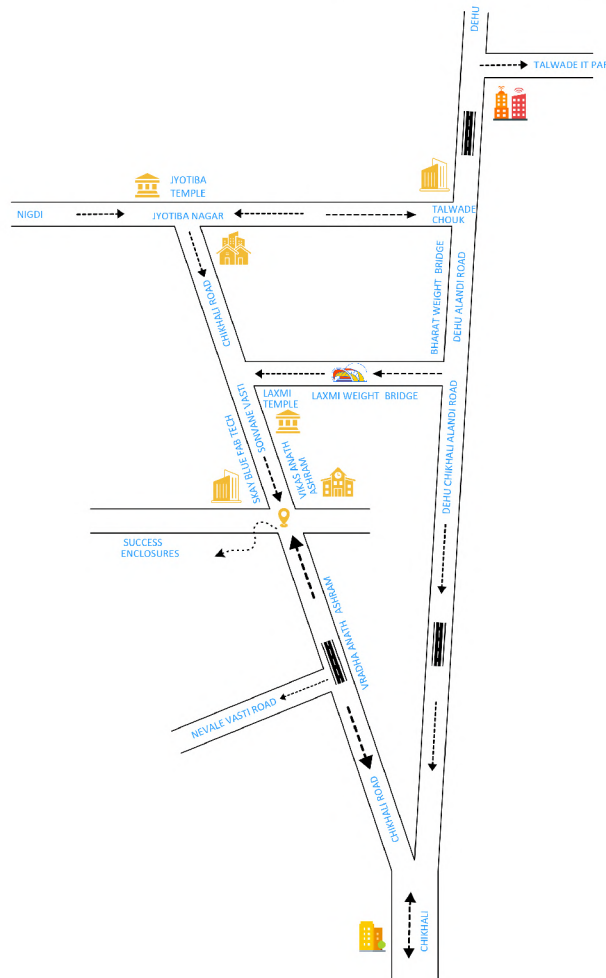 DEHU
TALWADE IT PAR
JYOTIBA
TEMPLE
NIGDI
JYOTIBA NAGAR
TALWADE
CHOUK
BHARAT WEIGHT BRIDGE
DEHU ALANDI ROAD
CHIKHALI ROAD
LAXMI
TEMPLE
LAXMI WEIGHT BRIDGE
SONVANE VASTI
SKAY BLUE FAB TECH
VIKAS ANATH
ASHRAM
DEHU CHIKHALI ALANDI ROAD
SUCCESS
ENCLOSURES
VRADHA ANATH ASHRAM
NEVALE VASTI ROAD
CHIKHALI ROAD
CHIKHALI